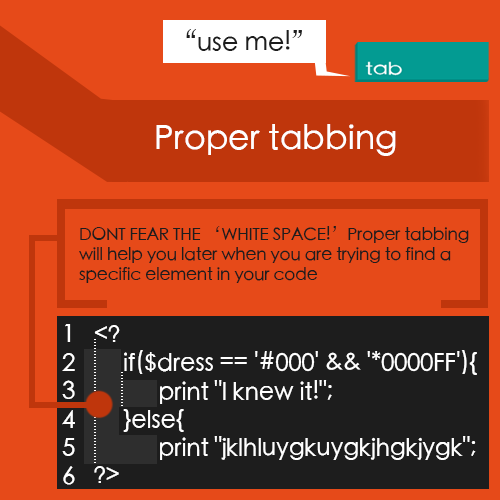 “use me!”
tab
Proper tabbing
DONT FEAR THE ‘WHITE SPACE!’ Proper tabbing
will help you later when you are trying to find a
specific element in your code
1 <?
2 if($dress == '#000' && '*0000FF'){
3 print "I knew it!";
4 }else{
5 print "jklhluygkuygkjhgkjygk";
6 ?>